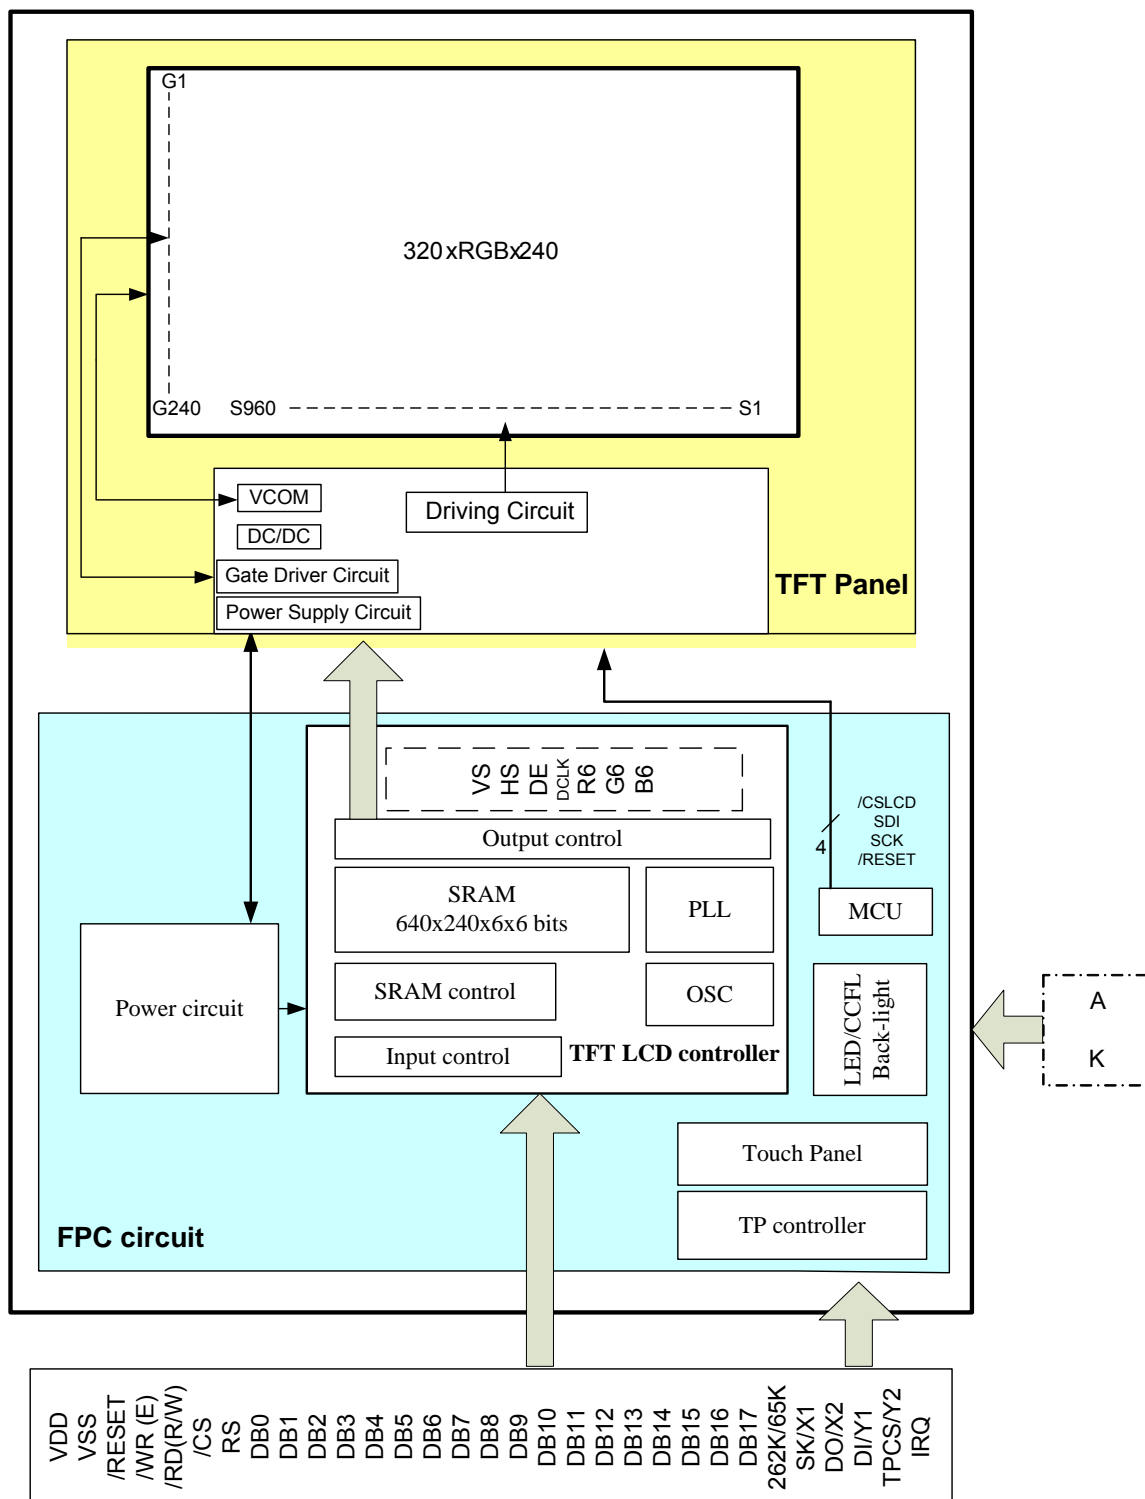 G1
320xRGBx240
G240
S960
S1
VCOM
Driving Circuit
DC/DC
Gate Driver Circuit
Power Supply Circuit
TFT Panel
VS
HS
DE
DCLK
R6
G6
B6
Output control
SRAM
640x240x6x6 bits
PLL
SRAM control
OSC
Input control
TFT LCD controller
Power circuit
/CSLCD
SDI
SCK
/RESET
4
MCU
LED/CCFL
Back-light
A
K
Touch Panel
TP controller
FPC circuit
VDD
VSS
/RESET
/WR (E)
/RD(R/W)
/CS
RS
DB0
DB1
DB2
DB3
DB4
DB5
DB6
DB7
DB8
DB9
DB10
DB11
DB12
DB13
DB14
DB15
DB16
DB17
262K/65K
SK/X1
DO/X2
DI/Y1
TPCS/Y2
IRQ